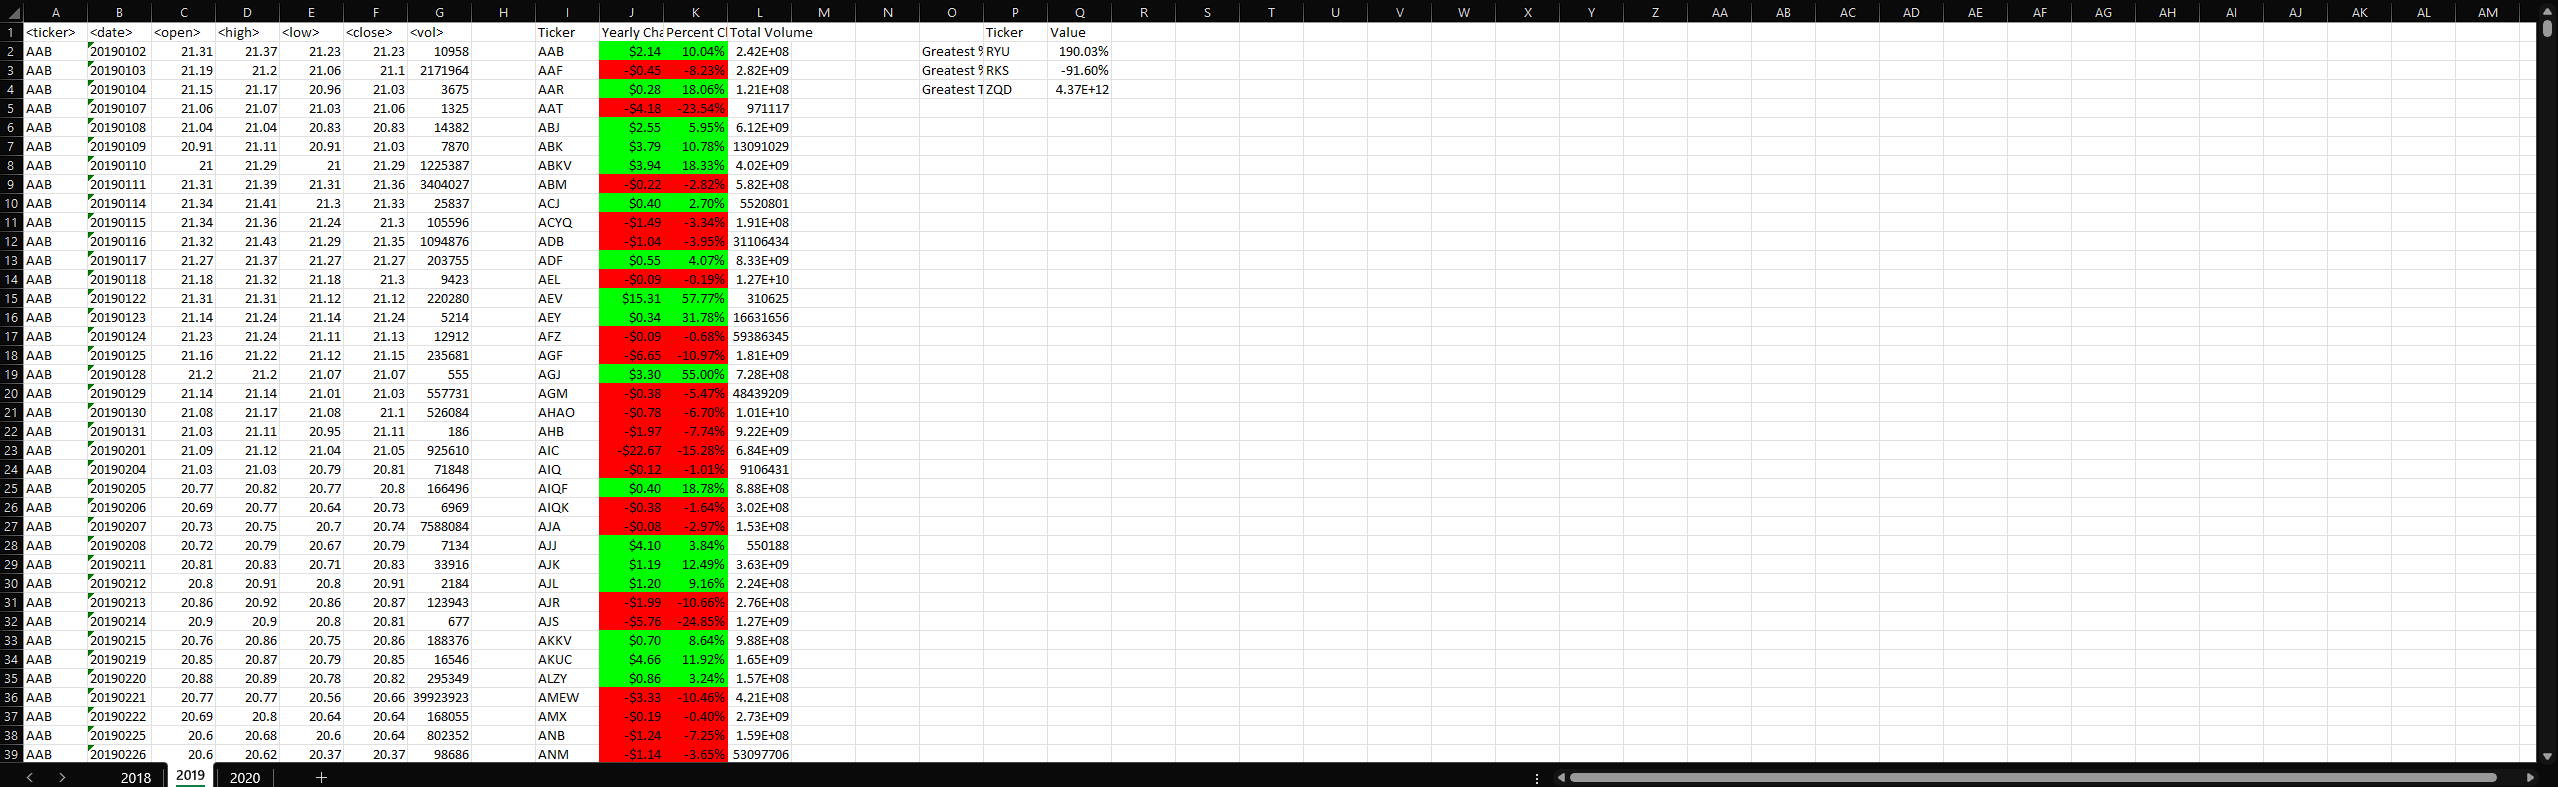 A B C D E F G H I J K L M N O P Q R S T U V W X Y Z AA AB AC AD AE AF AG AH AI AJ AK AL AM
1 <ticker> <date> <open> <high> <low> <close> <vol> Ticker Yearly Cha Percent Cl Total Volume Ticker Value
2 AAB 20190102 21.31 21.37 21.23 21.23 10958 AAB $2.14 10.04% 2.42E+08 Greatest % RYU 190.03%
3 AAB 20190103 21.19 21.2 21.06 21.1 2171964 AAF -$0.45 -8.23% 2.82E+09 Greatest % RKS -91.60%
4 AAB 20190104 21.15 21.17 20.96 21.03 3675 AAR $0.28 18.06% 1.21E+08 Greatest T ZQD 4.37E+12
5 AAB 20190107 21.06 21.07 21.03 21.06 1325 AAT -$4.18 -23.54% 971117
6 AAB 20190108 21.04 21.04 20.83 20.83 14382 ABJ $2.55 5.95% 6.12E+09
7 AAB 20190109 20.91 21.11 20.91 21.03 7870 ABK $3.79 10.78% 13091029
8 AAB 20190110 21 21.29 21 21.29 1225387 ABKV $3.94 18.33% 4.02E+09
9 AAB 20190111 21.31 21.39 21.31 21.36 3404027 ABM -$0.22 -2.82% 5.82E+08
10 AAB 20190114 21.34 21.41 21.3 21.33 25837 ACJ $0.40 2.70% 5520801
11 AAB 20190115 21.34 21.36 21.24 21.3 105596 ACYQ -$1.49 -3.34% 1.91E+08
12 AAB 20190116 21.32 21.43 21.29 21.35 1094876 ADB -$1.04 -3.95% 31106434
13 AAB 20190117 21.27 21.37 21.27 21.27 203755 ADF $0.55 4.07% 8.33E+09
14 AAB 20190118 21.18 21.32 21.18 21.3 9423 AEL -$0.09 -0.19% 1.27E+10
15 AAB 20190122 21.31 21.31 21.12 21.12 220280 AEV $15.31 57.77% 310625
16 AAB 20190123 21.14 21.24 21.14 21.24 5214 AEY $0.34 31.78% 16631656
17 AAB 20190124 21.23 21.24 21.11 21.13 12912 AFZ -$0.09 -0.68% 59386345
18 AAB 20190125 21.16 21.22 21.12 21.15 235681 AGF -$6.65 -10.97% 1.81E+09
19 AAB 20190128 21.2 21.2 21.07 21.07 555 AGJ $3.30 55.00% 7.28E+08
20 AAB 20190129 21.14 21.14 21.01 21.03 557731 AGM -$0.38 -5.47% 48439209
21 AAB 20190130 21.08 21.17 21.08 21.1 526084 AHAO -$0.78 -6.70% 1.01E+10
22 AAB 20190131 21.03 21.11 20.95 21.11 186 AHB -$1.97 -7.74% 9.22E+09
23 AAB 20190201 21.09 21.12 21.04 21.05 925610 AIC -$22.67 -15.28% 6.84E+09
24 AAB 20190204 21.03 21.03 20.79 20.81 71848 AIQ -$0.12 -1.01% 9106431
25 AAB 20190205 20.77 20.82 20.77 20.8 166496 AIQF $0.40 18.78% 8.88E+08
26 AAB 20190206 20.69 20.77 20.64 20.73 6969 AIQK -$0.38 -1.64% 3.02E+08
27 AAB 20190207 20.73 20.75 20.7 20.74 7588084 AJA -$0.08 -2.97% 1.53E+08
28 AAB 20190208 20.72 20.79 20.67 20.79 7134 AJJ $4.10 3.84% 550188
29 AAB 20190211 20.81 20.83 20.71 20.83 33916 AJK $1.19 12.49% 3.63E+09
30 AAB 20190212 20.8 20.91 20.8 20.91 2184 AJL $1.20 9.16% 2.24E+08
31 AAB 20190213 20.86 20.92 20.86 20.87 123943 AJR -$1.99 -10.66% 2.76E+08
32 AAB 20190214 20.9 20.9 20.8 20.81 677 AJS -$5.76 -24.85% 1.27E+09
33 AAB 20190215 20.76 20.86 20.75 20.86 188376 AKKV $0.70 8.64% 9.88E+08
34 AAB 20190219 20.85 20.87 20.79 20.85 16546 AKUC $4.66 11.92% 1.65E+09
35 AAB 20190220 20.88 20.89 20.78 20.82 295349 ALZY $0.86 3.24% 1.57E+08
36 AAB 20190221 20.77 20.77 20.56 20.66 39923923 AMEW -$3.33 -10.46% 4.21E+08
37 AAB 20190222 20.69 20.8 20.64 20.64 168055 AMX -$0.19 -0.40% 2.73E+09
38 AAB 20190225 20.6 20.68 20.6 20.64 802352 ANB -$1.24 -7.25% 1.59E+08
39 AAB 20190226 20.6 20.62 20.37 20.37 98686 ANM -$1.14 -3.65% 53097706
2018 2019 2020